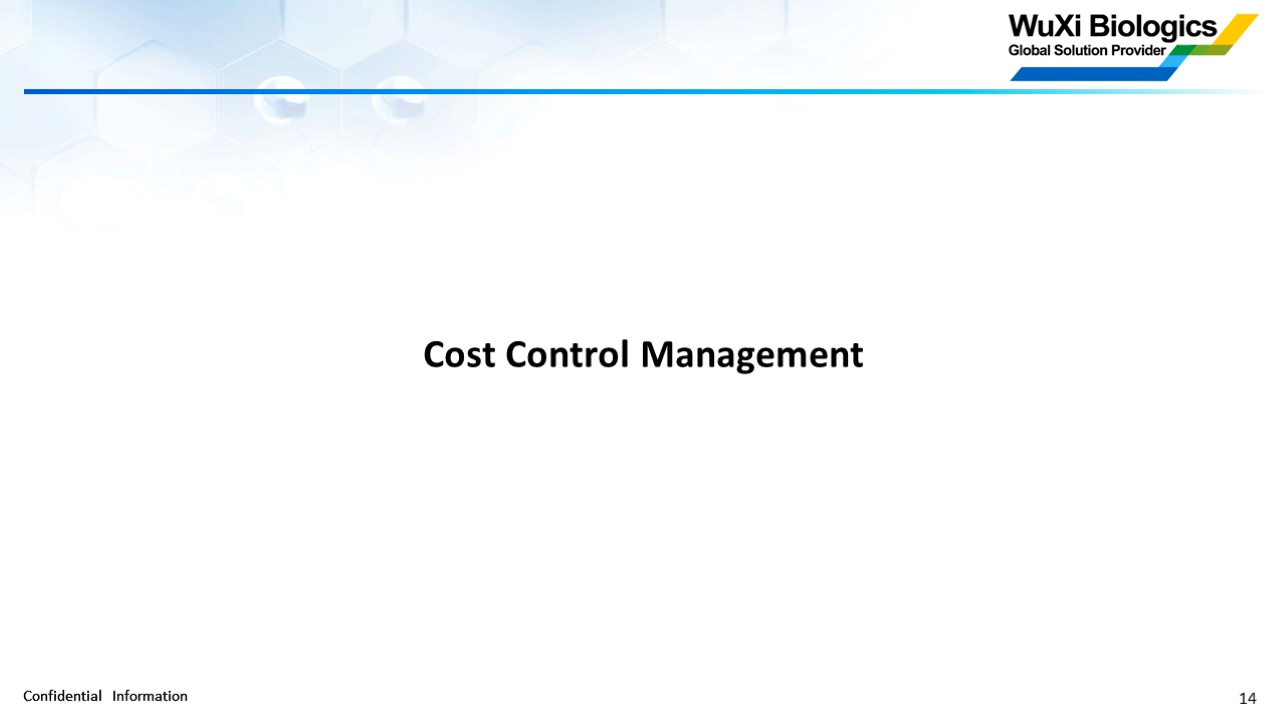 WuXi Biologics
Global Solution Provider
Cost Control Management
Confidential Information
14